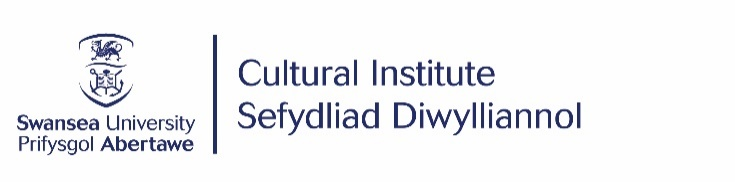 Swansea University
Prifysgol Abertawe
Cultural Institute
Sefydliad Diwylliannol